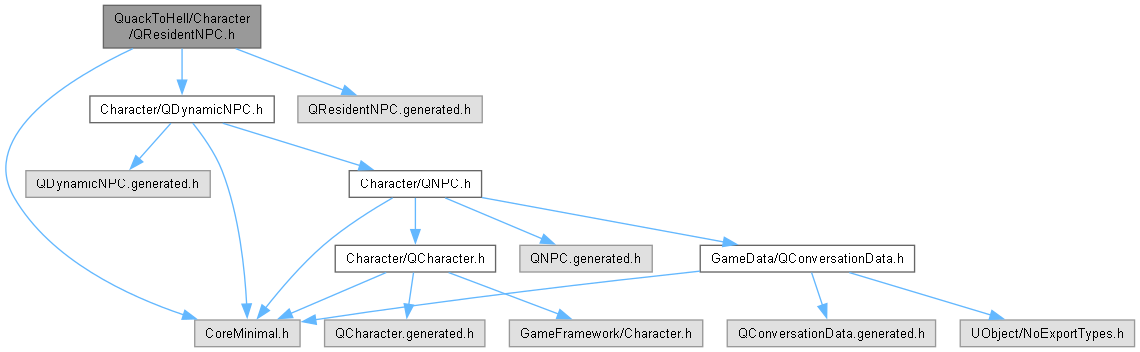 QuackToHell/Character
/QResidentNPC.h
Character/QDynamicNPC.h
QResidentNPC.generated.h
QDynamicNPC.generated.h
Character/QNPC.h
Character/QCharacter.h
QNPC.generated.h
GameData/QConversationData.h
CoreMinimal.h
QCharacter.generated.h
GameFramework/Character.h
QConversationData.generated.h
UObject/NoExportTypes.h